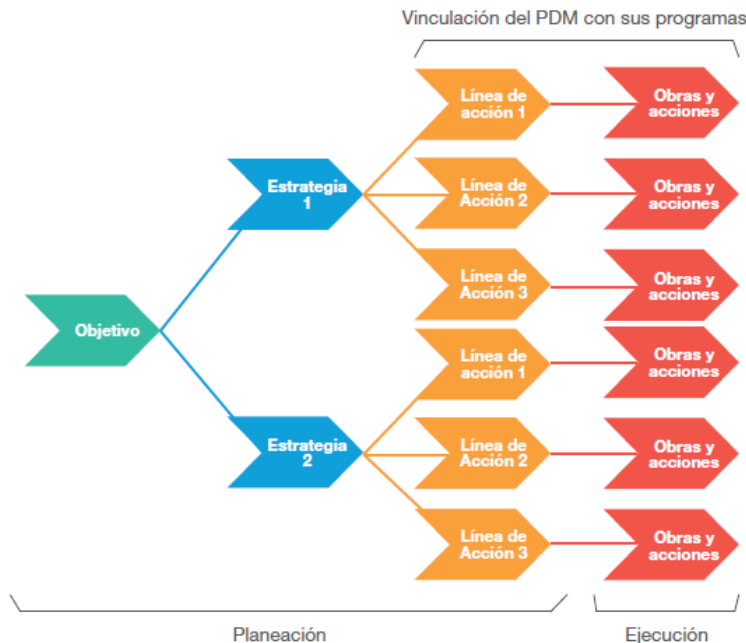 Vinculación del PDM con sus programas
Línea de
acción 1
Obras y
acciones
Estrategia
1
Línea de
Acción 2
Obras y
acciones
Línea de
Acción 3
Obras y
acciones
Objetivo
Línea de
acción 1
Obras y
acciones
Estrategia
2
Línea de
Acción 2
Obras y
acciones
Línea de
Acción 3
Obras y
acciones
Planeación
Ejecución